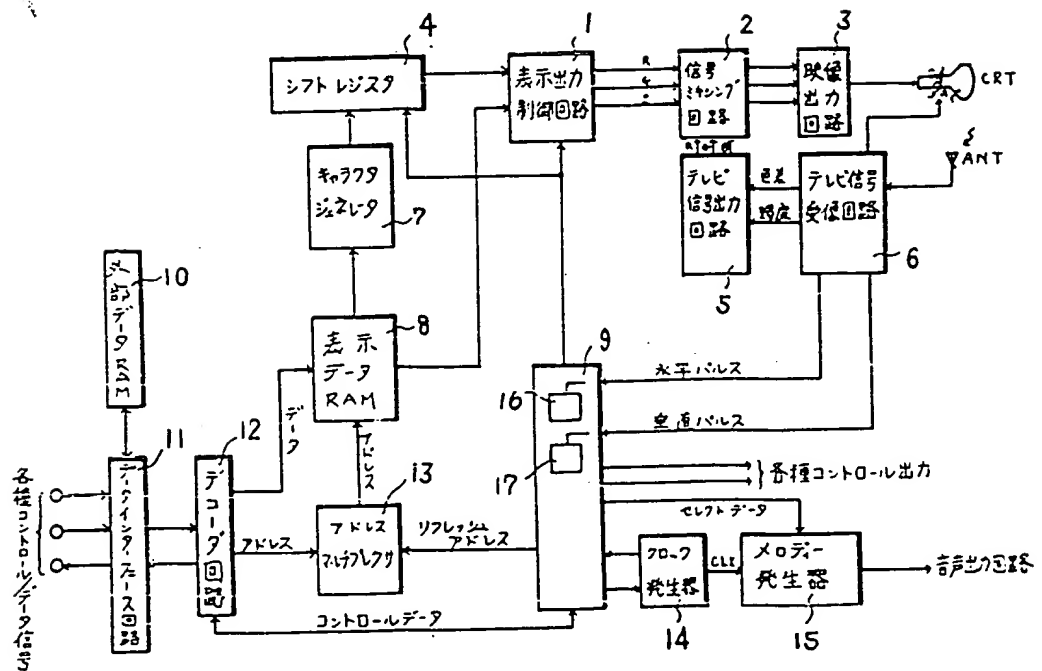 4
シフトレジスタ
1
表示出力
制御回路
R
2
信号
ミキシング
回路
3
映像
出力
回路
CRT
ANT
キャラクタ
ジェネレータ
7
テレビ
信号出力
回路
5
色差
輝度
テレビ信号
受信回路
6
10
外部データRAM
表示
データ
RAM
8
9
16
17
水平パルス
垂直パルス
各種コントロール出力
セレクトデータ
データ
アドレス
11
データインターフェース回路
12
デコーダ回路
各種コントロール/データ信号
アドレス
13
アドレス
マルチプレクサ
リフレッシュ
アドレス
コントロールデータ
クロック
発生器
14
メロディー
発生器
15
音声出力回路